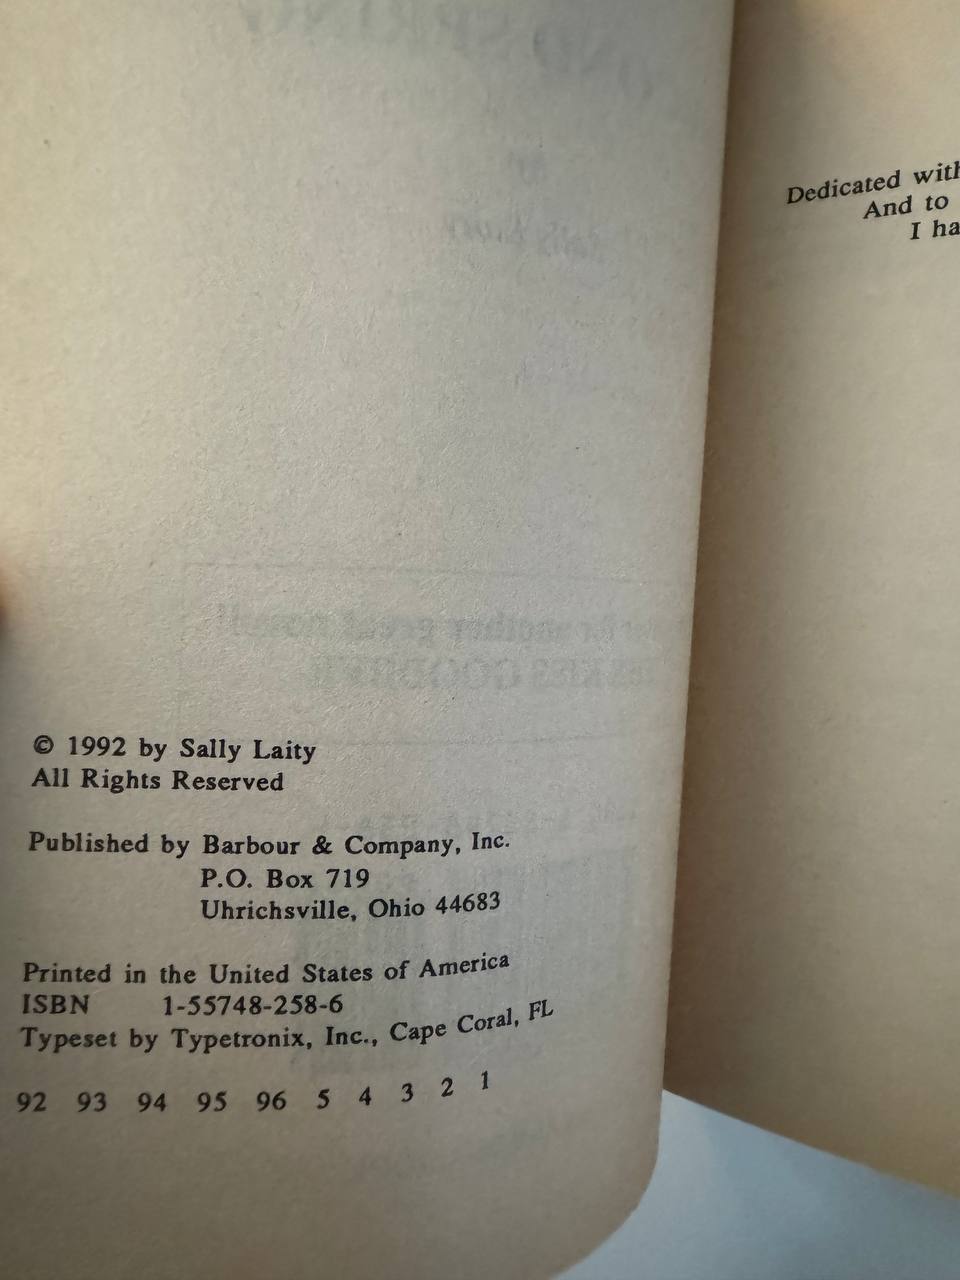 © 1992 by Sally Laity
All Rights Reserved
Published by Barbour & Company, Inc.
P.O. Box 719
Uhrichsville, Ohio 44683
Printed in the United States of America
ISBN 1-55748-258-6
Typeset by Typetronix, Inc., Cape Coral, FL
92 93 94 95 96 5 4 3 2 1
Dedicated with
And to
I ha